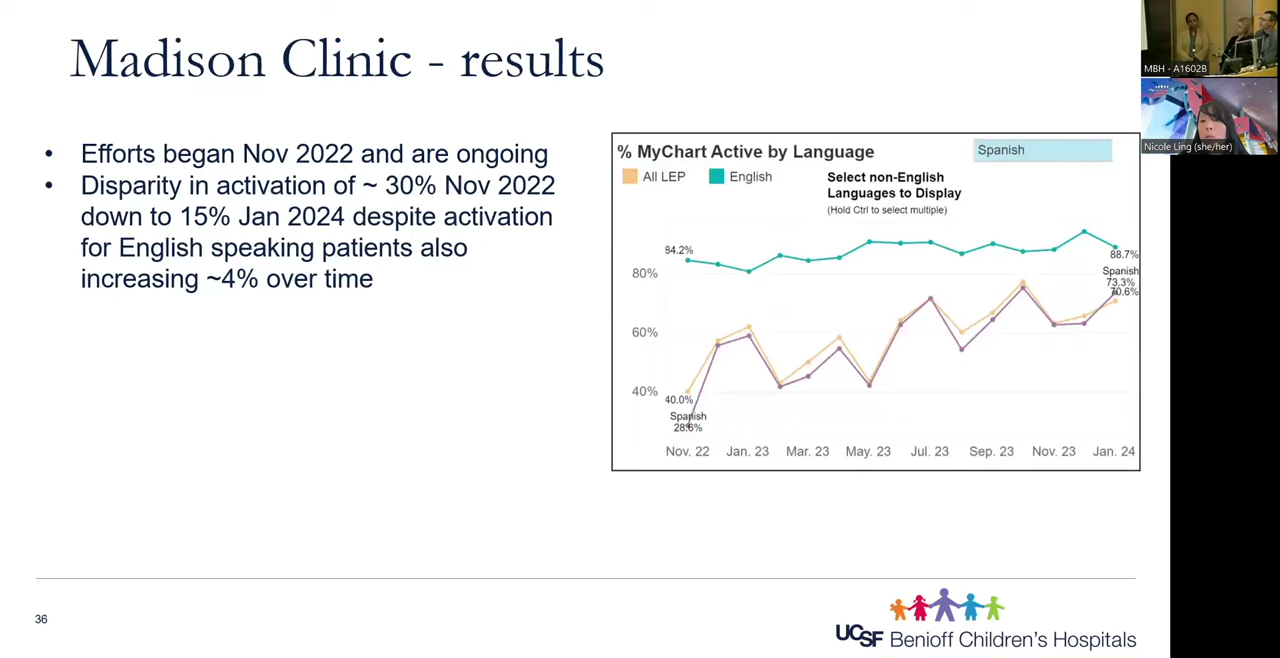 Madison Clinic - results
• Efforts began Nov 2022 and are ongoing
• Disparity in activation of ~ 30% Nov 2022
down to 15% Jan 2024 despite activation
for English speaking patients also
increasing ~4% over time
% MyChart Active by Language
Spanish
All LEP
English
Select non-English
Languages to Display
(Hold Ctrl to select multiple)
84.2%
88.7%
80%
Spanish
73.3%
70.6%
60%
40%
40.0%
Spanish
28.6%
Nov. 22 Jan. 23 Mar. 23 May. 23 Jul. 23 Sep. 23 Nov. 23 Jan. 24
36
UCSF Benioff Children's Hospitals
MBH - A1602B
Nicole Ling (she/her)